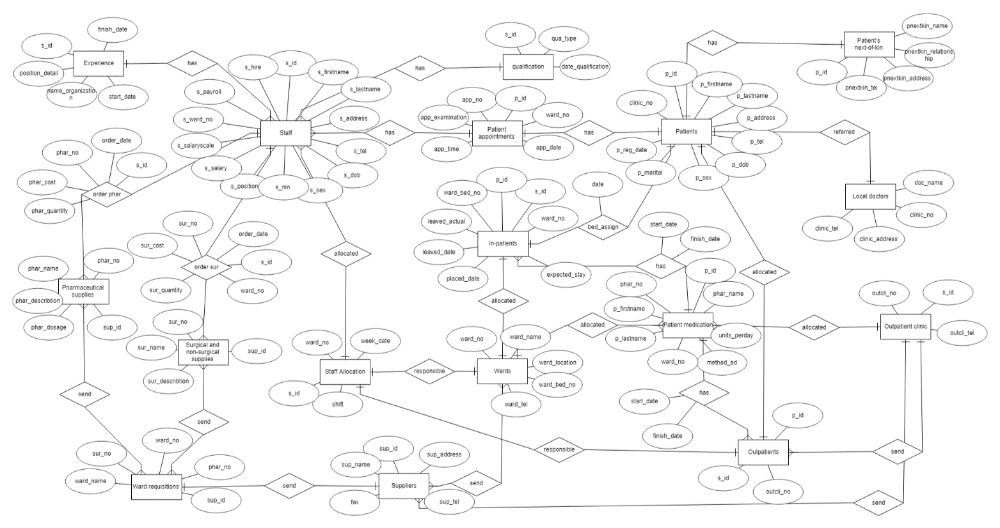 finish_date
s_id
Experience
position_detail
name_organizatio
n
start_date
has
s_hire
s_id
s_firstname
s_lastname
s_payroll
s_ward_no
s_address
Staff
s_salaryscale
s_tel
s_salary
s_dob
s_position
s_nin
s_sex
has
s_id
qua_type
qualification
date_qualification
has
app_no
p_id
app_examination
ward_no
Patient
appointments
app_time
app_date
has
p_id
p_firstname
clinic_no
p_lastname
p_address
Patients
p_tel
p_reg_date
p_dob
p_marital
p_sex
has
pnextkin_name
Patient's
next-of-kin
pnextkin_relations
hip
p_id
pnextkin_address
pnextkin_tel
referred
doc_name
Local doctors
clinic_no
clinic_tel
clinic_address
order_date
phar_no
s_id
phar_cost
order phar
phar_quantity
sur_no
order_date
sur_cost
s_id
order sur
sur_quantity
ward_no
phar_no
phar_name
Pharmaceutical
supplies
phar_describtion
phar_dosage
sup_id
sur_no
Surgical and
non-surgical
supplies
sur_name
sup_id
sur_describtion
send
send
allocated
p_id
ward_bed_no
s_id
leaved_actual
ward_no
In-patients
leaved_date
placed_date
expected_stay
date
bed_assign
start_date
finish_date
has
allocated
allocated
p_id
phar_no
phar_name
p_firstname
Patient medication
p_lastname
units_perday
ward_no
method_ad
allocated
allocated
outcli_no
s_id
Outpatient clinic
outcli_tel
ward_no
week_date
Staff Allocation
s_id
shift
responsible
ward_no
ward_name
ward_location
Wards
ward_bed_no
ward_tel
has
start_date
finish_date
p_id
Outpatients
s_id
outcli_no
responsible
send
ward_no
sur_no
phar_no
ward_name
Ward requisitions
sup_id
send
sup_id
sup_address
sup_name
Suppliers
fax
sup_tel
send
send